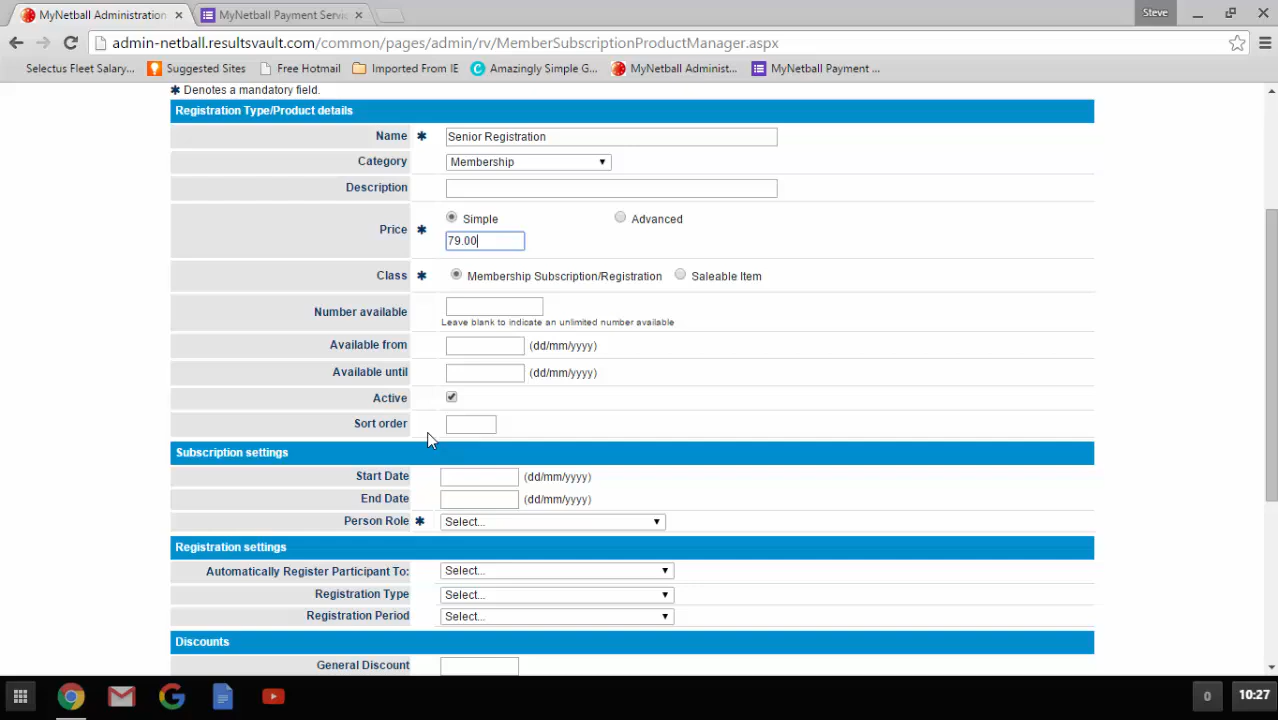 MyNetball Administration
MyNetball Payment Servic
Steve
admin-netball.resultsvault.com/common/pages/admin/rv/MemberSubscriptionProductManager.aspx
Selectus Fleet Salary... Suggested Sites Free Hotmail Imported From IE Amazingly Simple G... MyNetball Administ... MyNetball Payment ...
✱ Denotes a mandatory field.
Registration Type/Product details
Name ✱ Senior Registration
Category Membership
Description
Simple Advanced
Price ✱
79.00
Class ✱ Membership Subscription/Registration Saleable Item
Number available
Leave blank to indicate an unlimited number available
Available from (dd/mm/yyyy)
Available until (dd/mm/yyyy)
Active
Sort order
Subscription settings
Start Date (dd/mm/yyyy)
End Date (dd/mm/yyyy)
Person Role ✱ Select...
Registration settings
Automatically Register Participant To: Select...
Registration Type Select...
Registration Period Select...
Discounts
General Discount
0 10:27